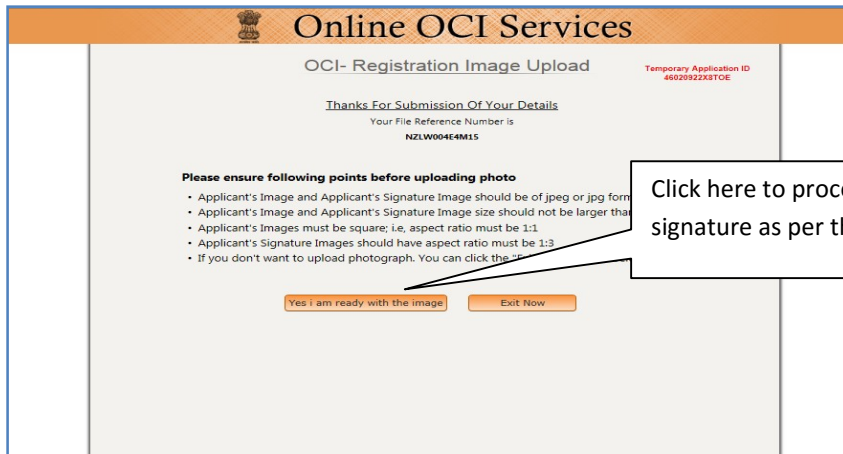 Online OCI Services
OCI- Registration Image Upload
Temporary Application ID
46020922X8TOE
Thanks For Submission Of Your Details
Your File Reference Number is
NZLW004E4M15
Please ensure following points before uploading photo
• Applicant's Image and Applicant's Signature Image should be of jpeg or jpg
• Applicant's Image and Applicant's Signature Image size should not be larger
• Applicant's Images must be square; i.e, aspect ratio must be 1:1
• Applicant's Signature Images should have aspect ratio must be 1:3
• If you don't want to upload photograph. You can click the
Click here to
signature as per
Yes i am ready with the image
Exit Now